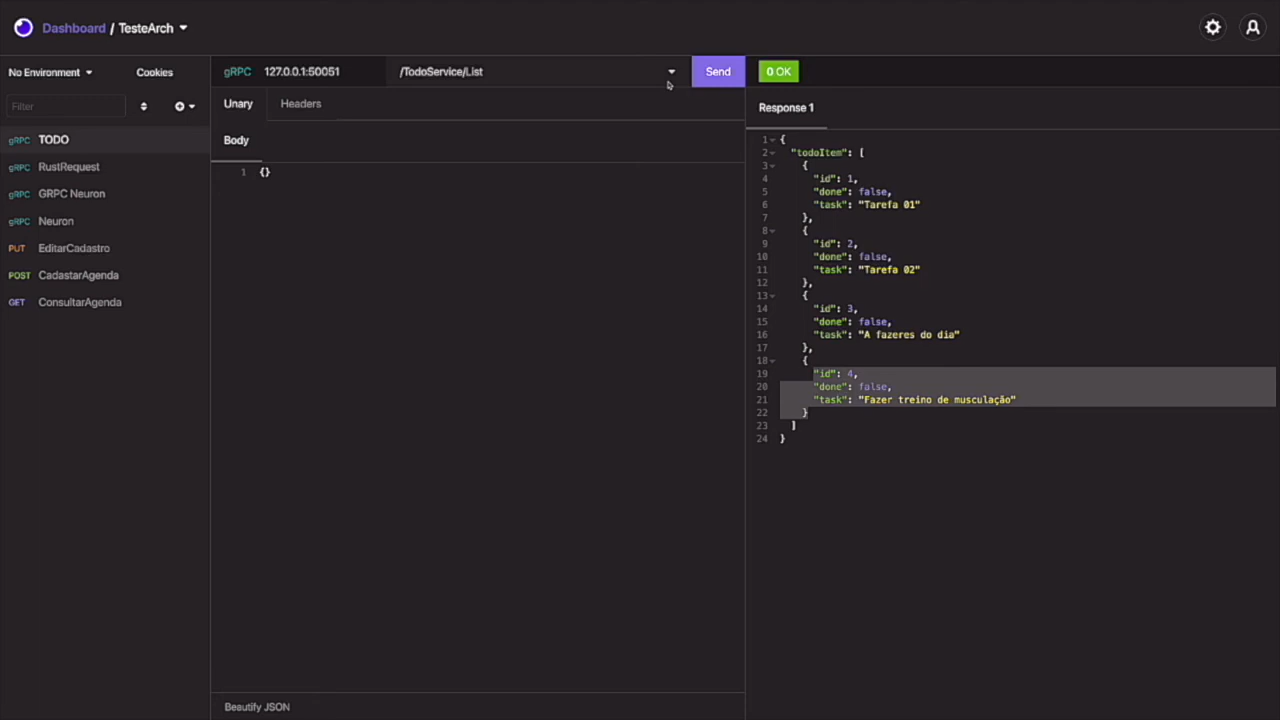 Dashboard / TesteArch
No Environment
Cookies
Filter
gRPC TODO
gRPC RustRequest
gRPC GRPC Neuron
gRPC Neuron
PUT EditarCadastro
POST CadastarAgenda
GET ConsultarAgenda
gRPC 127.0.0.1:50051 /TodoService/List Send
Unary Headers
Body
1 {}
Beautify JSON
0 OK
Response 1
1 {
2 "todoItem": [
3 {
4 "id": 1,
5 "done": false,
6 "task": "Tarefa 01"
7 },
8 {
9 "id": 2,
10 "done": false,
11 "task": "Tarefa 02"
12 },
13 {
14 "id": 3,
15 "done": false,
16 "task": "A fazeres do dia"
17 },
18 {
19 "id": 4,
20 "done": false,
21 "task": "Fazer treino de musculação"
22 }
23 ]
24 }